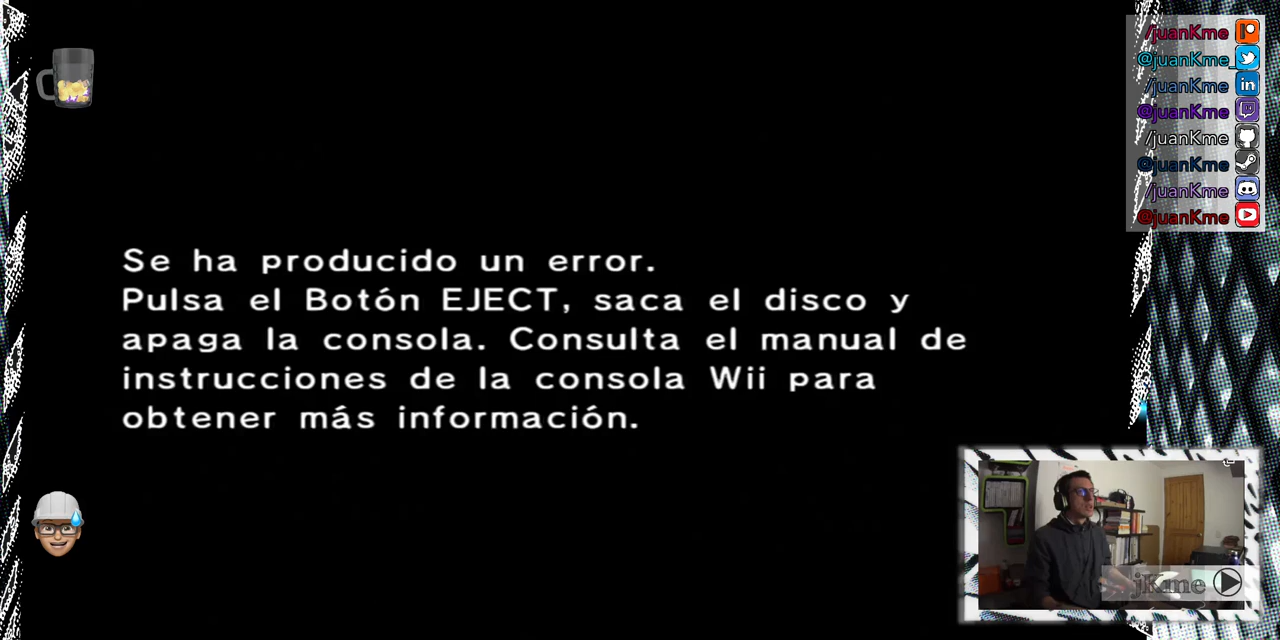 /juanKme
@juanKme_
/juanKme
@juanKme
/juanKme
@juanKme
/juanKme
@juanKme
Se ha producido un error.
Pulsa el Botón EJECT, saca el disco y
apaga la consola. Consulta el manual de
instrucciones de la consola Wii para
obtener más información.
jKme